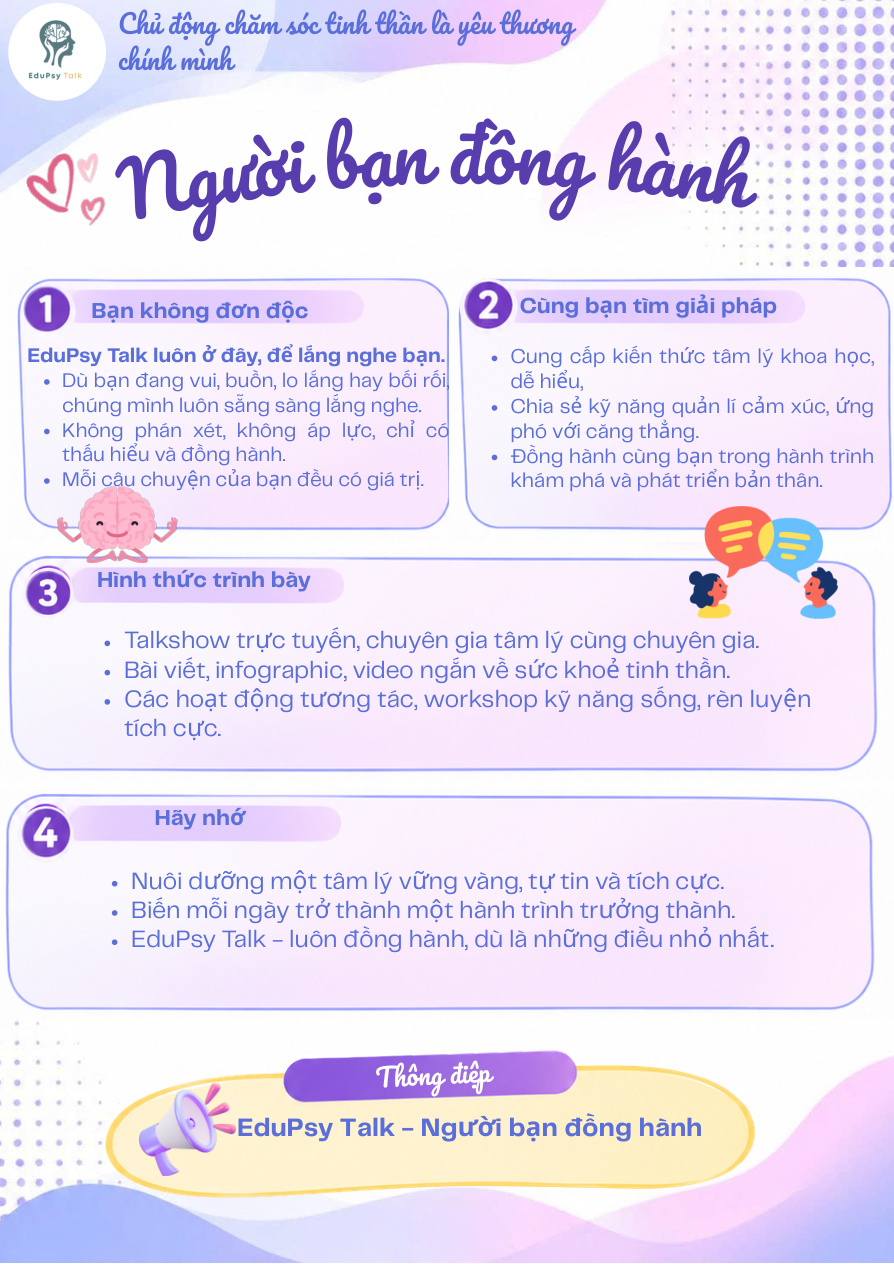 Chủ động chăm sóc tinh thần là yêu thương
chính mình
EduPsy Talk
Người bạn đồng hành
1
Bạn không đơn độc
EduPsy Talk luôn ở đây, để lắng nghe bạn.
• Dù bạn đang vui, buồn, lo lắng hay bối rối,
chúng mình luôn sẵng sàng lắng nghe.
• Không phán xét, không áp lực, chỉ có
thấu hiểu và đồng hành.
• Mỗi câu chuyện của bạn đều có giá trị.
2
Cùng bạn tìm giải pháp
• Cung cấp kiến thức tâm lý khoa học,
dễ hiểu,
• Chia sẻ kỹ năng quản lí cảm xúc, ứng
phó với căng thẳng.
• Đồng hành cùng bạn trong hành trình
khám phá và phát triển bản thân.
3
Hình thức trình bày
• Talkshow trực tuyến, chuyên gia tâm lý cùng chuyên gia.
• Bài viết, infographic, video ngắn về sức khoẻ tinh thần.
• Các hoạt động tương tác, workshop kỹ năng sống, rèn luyện
tích cực.
4
Hãy nhớ
• Nuôi dưỡng một tâm lý vững vàng, tự tin và tích cực.
• Biến mỗi ngày trở thành một hành trình trưởng thành.
• EduPsy Talk - luôn đồng hành, dù là những điều nhỏ nhất.
Thông điệp
EduPsy Talk - Người bạn đồng hành